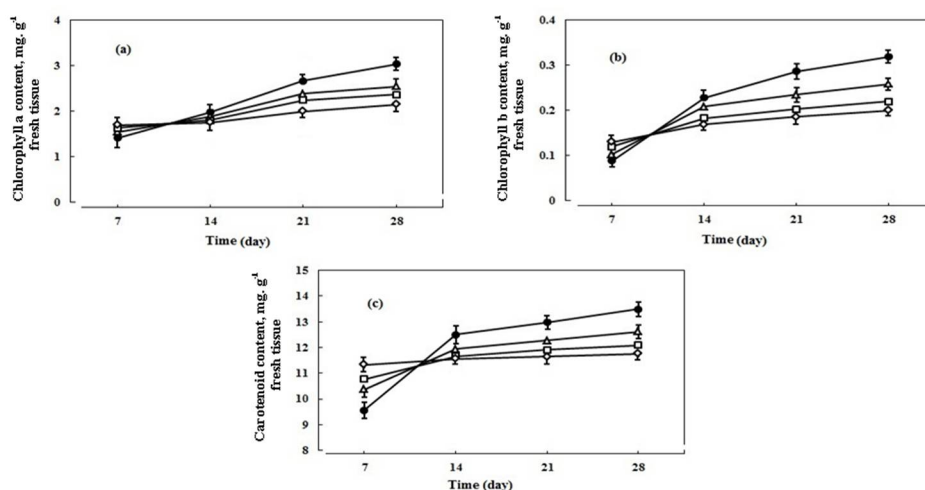 Chlorophyll a content, mg. g-1
fresh tissue
4
3
2
1
0
(a)
7 14 21 28
Time (day)
Chlorophyll b content, mg. g-1
fresh tissue
0.4
0.3
0.2
0.1
0
(b)
7 14 21 28
Time (day)
Carotenoid content, mg. g-1
fresh tissue
15
14
13
12
11
10
9
8
(c)
7 14 21 28
Time (day)